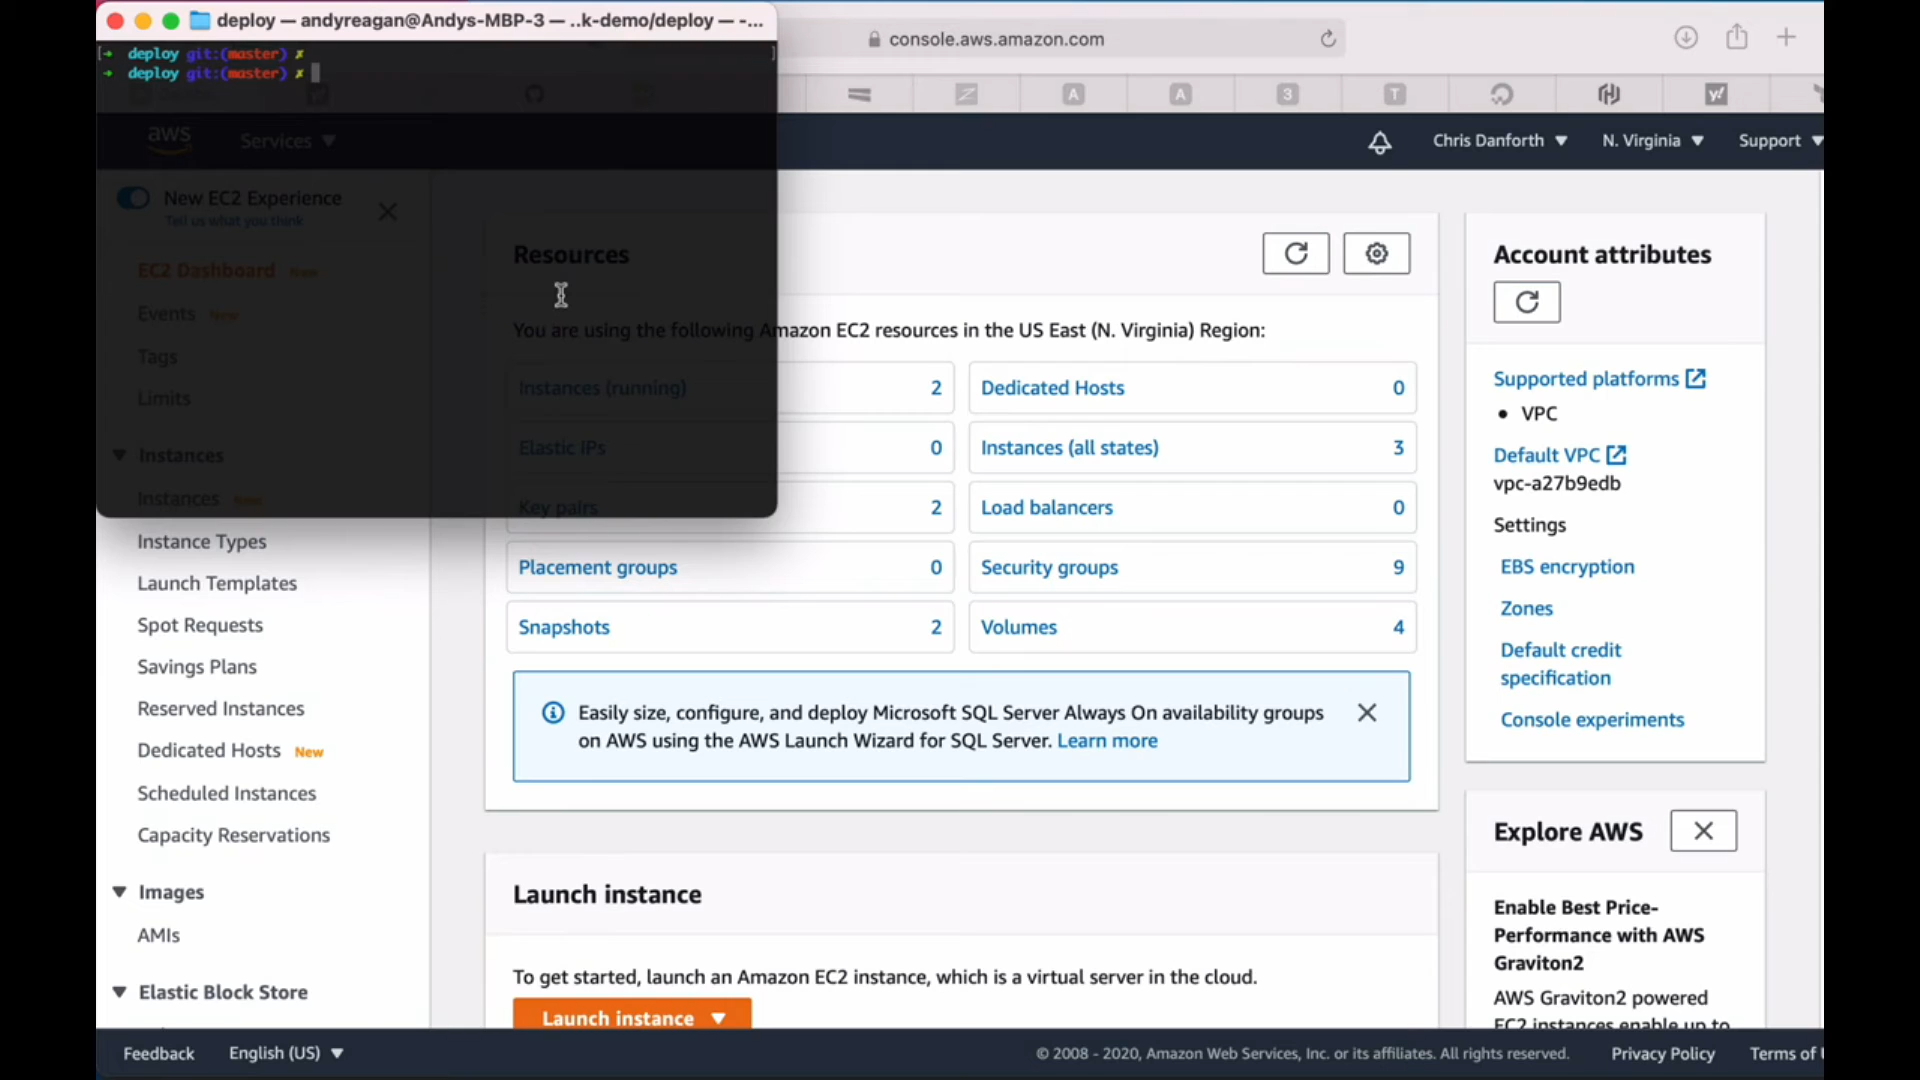 deploy — andyreagan@Andys-MBP-3 — ..k-demo/deploy — -...
deploy git:(master) ✗
deploy git:(master) ✗
console.aws.amazon.com
aws
Services
Chris Danforth
N. Virginia
Support
New EC2 Experience
Tell us what you think
EC2 Dashboard New
Events New
Tags
Limits
Instances
Instances New
Instance Types
Launch Templates
Spot Requests
Savings Plans
Reserved Instances
Dedicated Hosts New
Scheduled Instances
Capacity Reservations
Images
AMIs
Elastic Block Store
Resources
You are using the following Amazon EC2 resources in the US East (N. Virginia) Region:
Instances (running) 2
Dedicated Hosts 0
Elastic IPs 0
Instances (all states) 3
Key pairs 2
Load balancers 0
Placement groups 0
Security groups 9
Snapshots 2
Volumes 4
Easily size, configure, and deploy Microsoft SQL Server Always On availability groups
on AWS using the AWS Launch Wizard for SQL Server. Learn more
Launch instance
To get started, launch an Amazon EC2 instance, which is a virtual server in the cloud.
Launch instance
Account attributes
Supported platforms
• VPC
Default VPC
vpc-a27b9edb
Settings
EBS encryption
Zones
Default credit
specification
Console experiments
Explore AWS
Enable Best Price-
Performance with AWS
Graviton2
AWS Graviton2 powered
EC2 instances enable up to
Feedback
English (US)
© 2008 - 2020, Amazon Web Services, Inc. or its affiliates. All rights reserved.
Privacy Policy
Terms of